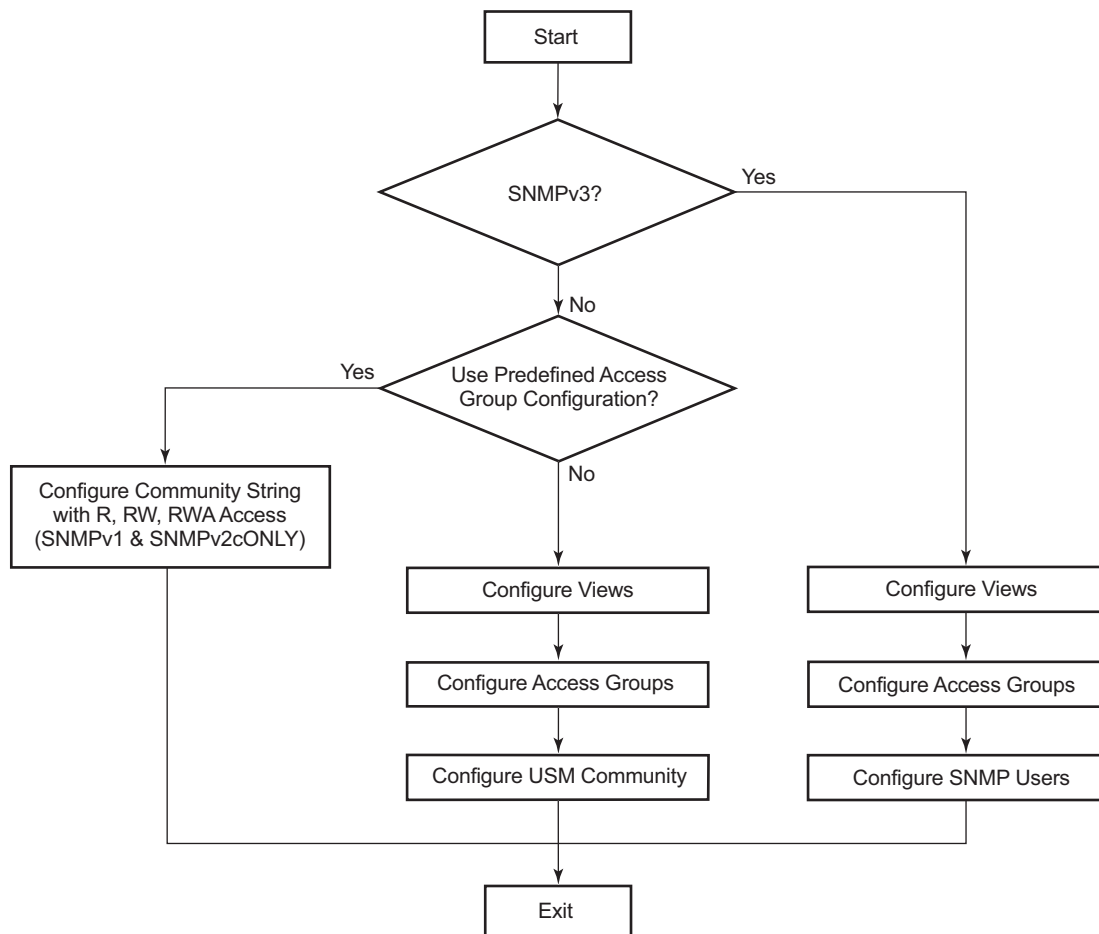 Start
SNMPv3?
Yes
No
Use Predefined Access
Group Configuration?
Yes
No
Configure Community String
with R, RW, RWA Access
(SNMPv1 & SNMPv2cONLY)
Configure Views
Configure Views
Configure Access Groups
Configure Access Groups
Configure USM Community
Configure SNMP Users
Exit